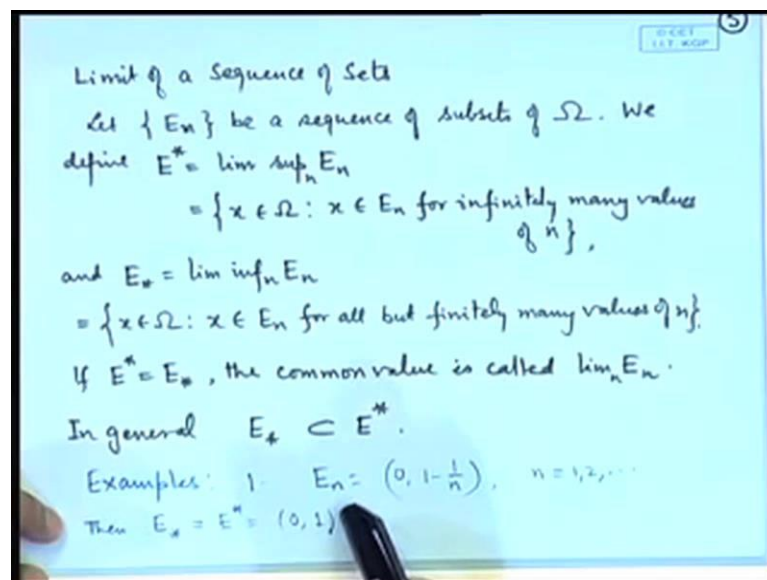 5
Limit of a Sequence of Sets
Let {En} be a sequence of subsets of Ω. We
define E* = lim supₙ Eₙ
= {x ∈ Ω : x ∈ Eₙ for infinitely many values
of n},
and E⁎ = lim infₙ Eₙ
= {x ∈ Ω : x ∈ Eₙ for all but finitely many values of n}.
If E* = E⁎, the common value is called limₙ Eₙ.
In general E⁎ ⊂ E*.
Examples: 1. Eₙ = (0, 1-1/n), n = 1,2,...
Then E⁎ = E* = (0,1)